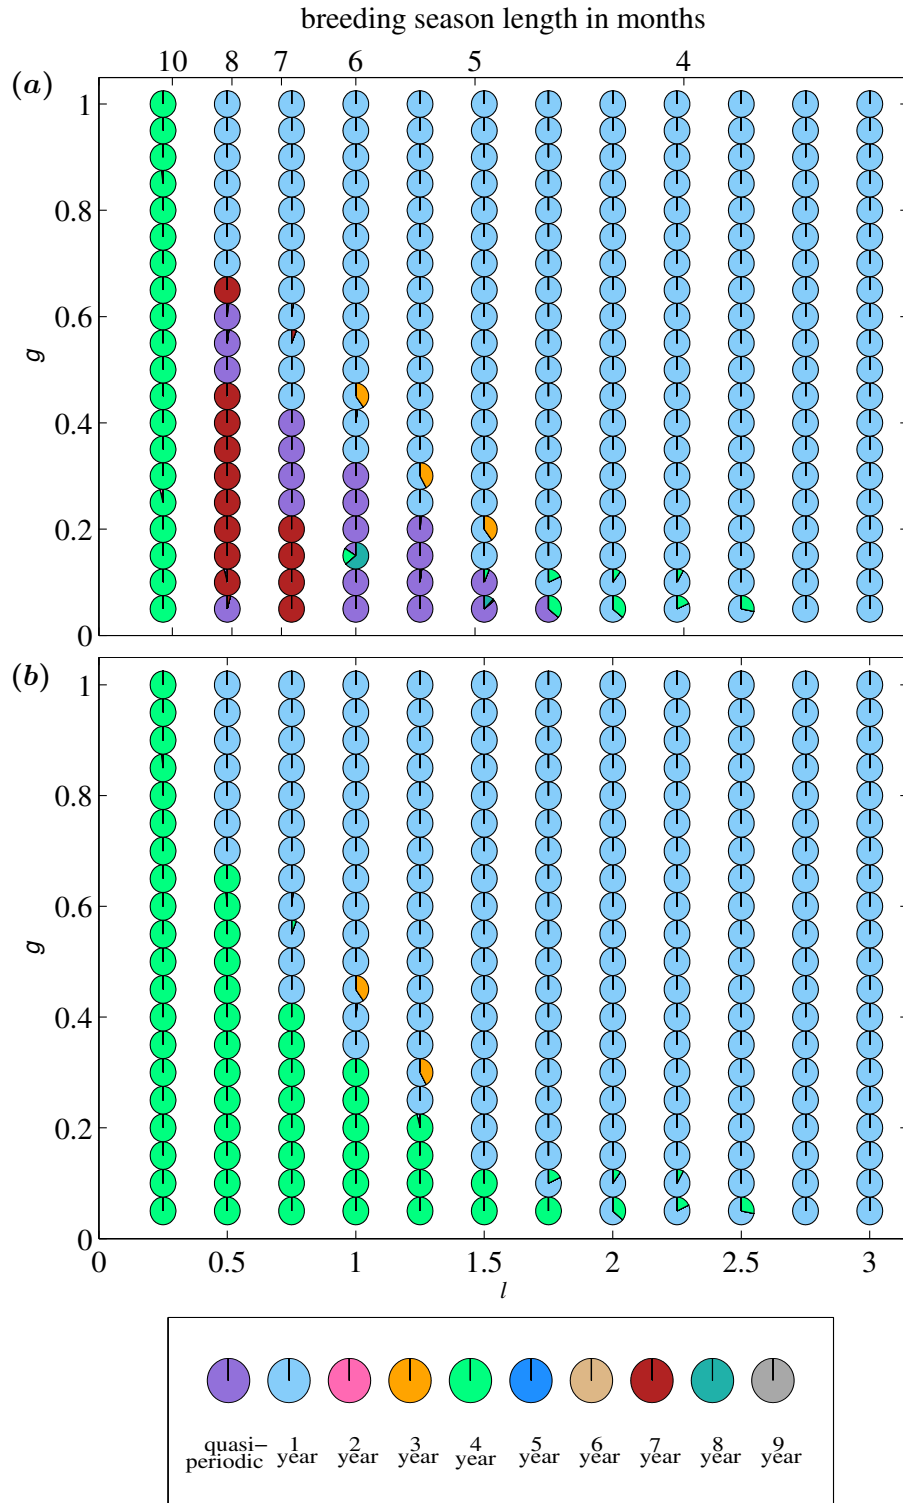 breeding season length in months
10 8 7 6 5 4
(a)
1
0.8
0.6
g
0.4
0.2
0
(b)
1
0.8
0.6
g
0.4
0.2
0
0 0.5 1 1.5 2 2.5 3
l
quasi- 1 2 3 4 5 6 7 8 9
periodic year year year year year year year year year